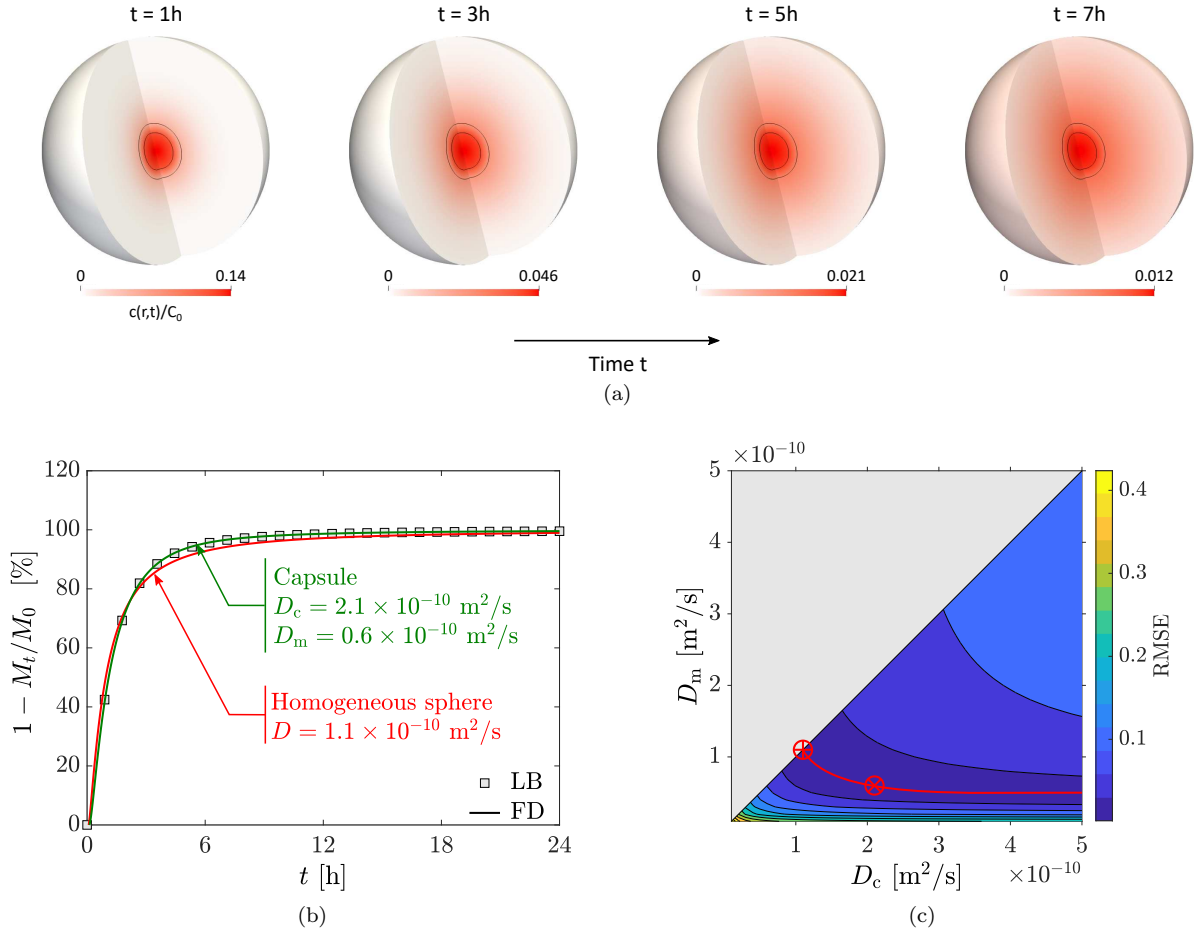 t = 1h
t = 3h
t = 5h
t = 7h
0 0.14
c(r,t)/C₀
0 0.046
0 0.021
0 0.012
Time t
(a)
120
100
80
60
40
20
0
1 − Mₜ/M₀ [%]
Capsule
D_c = 2.1 × 10⁻¹⁰ m²/s
D_m = 0.6 × 10⁻¹⁰ m²/s
Homogeneous sphere
D = 1.1 × 10⁻¹⁰ m²/s
LB
FD
0 6 12 18 24
t [h]
(b)
×10⁻¹⁰
5
3
1
D_m [m²/s]
1 2 3 4 5
D_c [m²/s] ×10⁻¹⁰
0.4
0.3
0.2
0.1
RMSE
(c)